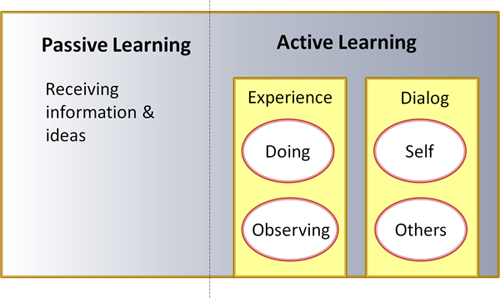 Passive Learning
Receiving
information &
ideas
Active Learning
Experience
Doing
Observing
Dialog
Self
Others